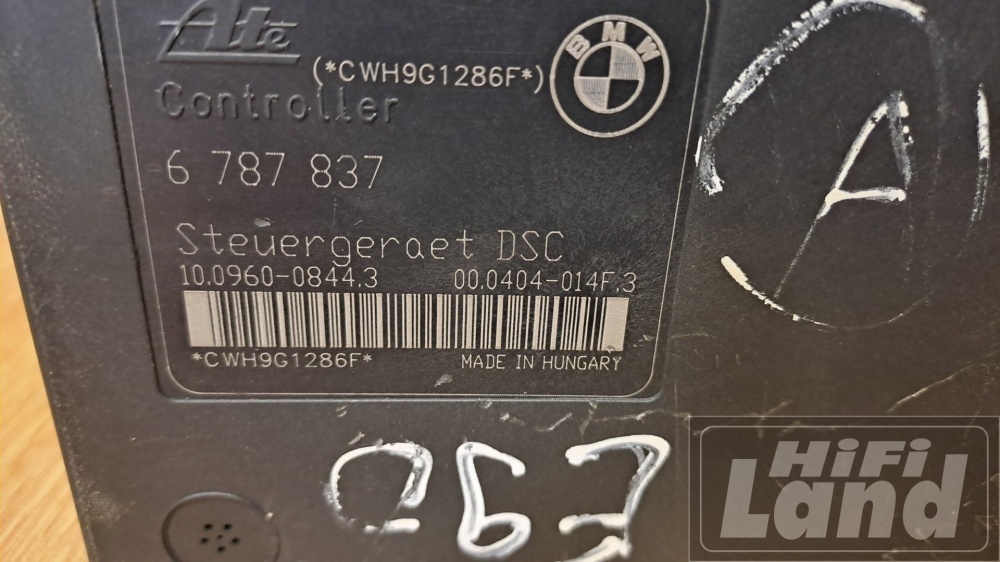 Ate
(*CWH9G1286F*)
BMW
Controller
6 787 837
Steuergeraet DSC
10.0960-0844.3 00.0404-014F.3
*CWH9G1286F* MADE IN HUNGARY
A
E90
HiFi
Land